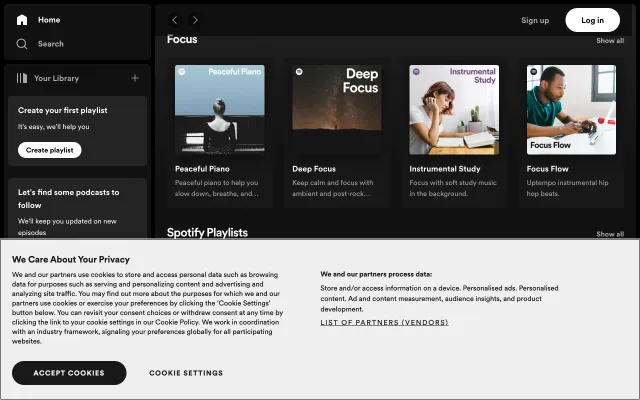 Home
Search
Your Library
Create your first playlist
It's easy, we'll help you
Create playlist
Let's find some podcasts to
follow
We'll keep you updated on new
episodes
Sign up
Log in
Focus
Show all
Peaceful Piano
Deep
Focus
Instrumental
Study
Focus Flow
Peaceful Piano
Peaceful piano to help you
slow down, breathe, and...
Deep Focus
Keep calm and focus with
ambient and post-rock...
Instrumental Study
Focus with soft study music
in the background.
Focus Flow
Uptempo instrumental hip
hop beats.
Spotify Playlists
Show all
We Care About Your Privacy
We and our partners use cookies to store and access personal data such as browsing
data for purposes such as serving and personalizing content and advertising and
analyzing site traffic. You may find out more about the purposes for which we and our
partners use cookies or exercise your preferences by clicking the 'Cookie Settings'
button below. You can revisit your consent choices or withdraw consent at any time by
clicking the link to your cookie settings in our Cookie Policy. We work in coordination
with an industry framework, signaling your preferences globally for all participating
websites.
We and our partners process data:
Store and/or access information on a device. Personalised ads. Personalised
content. Ad and content measurement, audience insights, and product
development.
LIST OF PARTNERS (VENDORS)
ACCEPT COOKIES
COOKIE SETTINGS